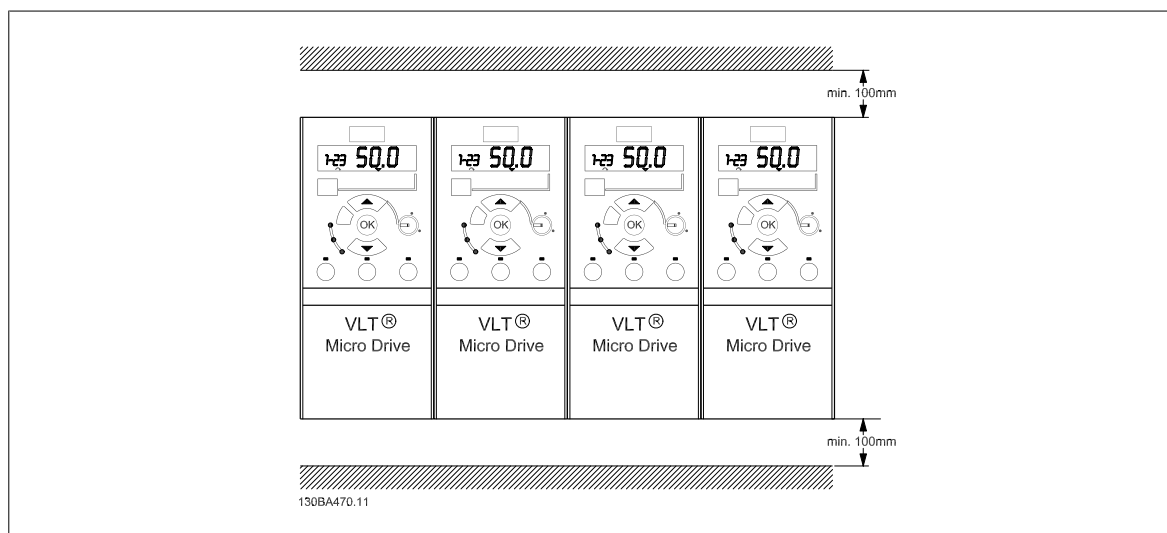 min. 100mm
1-23 50.0
1-23 50.0
1-23 50.0
1-23 50.0
OK
OK
OK
OK
VLT®
Micro Drive
VLT®
Micro Drive
VLT®
Micro Drive
VLT®
Micro Drive
min. 100mm
130BA470.11